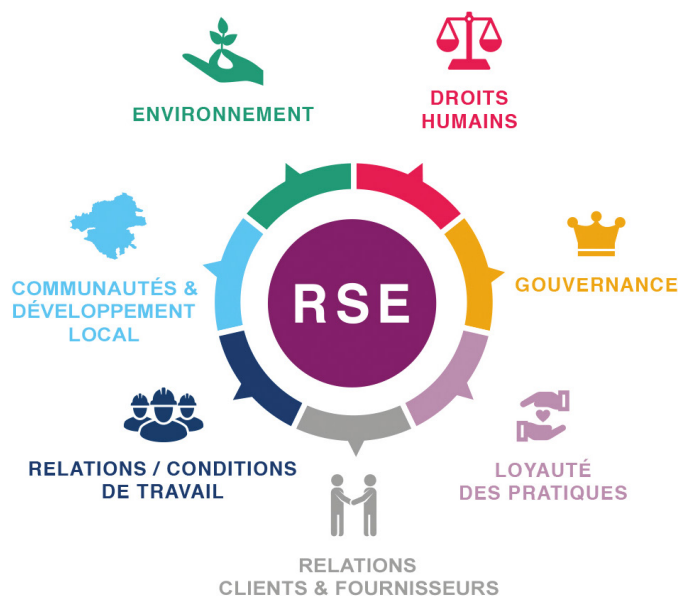 ENVIRONNEMENT
DROITS
HUMAINS
COMMUNAUTÉS &
DÉVELOPPEMENT
LOCAL
RSE
GOUVERNANCE
RELATIONS / CONDITIONS
DE TRAVAIL
LOYAUTÉ
DES PRATIQUES
RELATIONS
CLIENTS & FOURNISSEURS